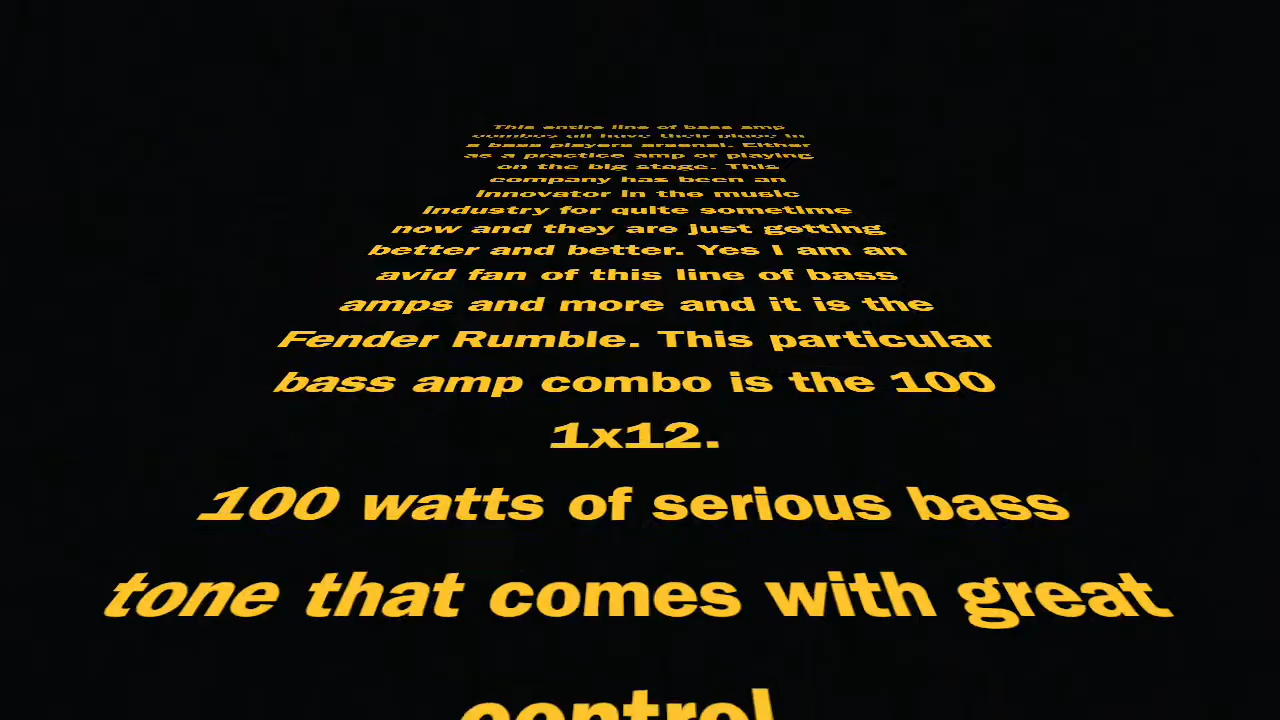 This entire line of bass amp
combos all have their place in
a bass players arsenal. Either
as a practice amp or playing
on the big stage. This
company has been an
innovator in the music
industry for quite sometime
now and they are just getting
better and better. Yes I am an
avid fan of this line of bass
amps and more and it is the
Fender Rumble. This particular
bass amp combo is the 100
1x12.
100 watts of serious bass
tone that comes with great
control